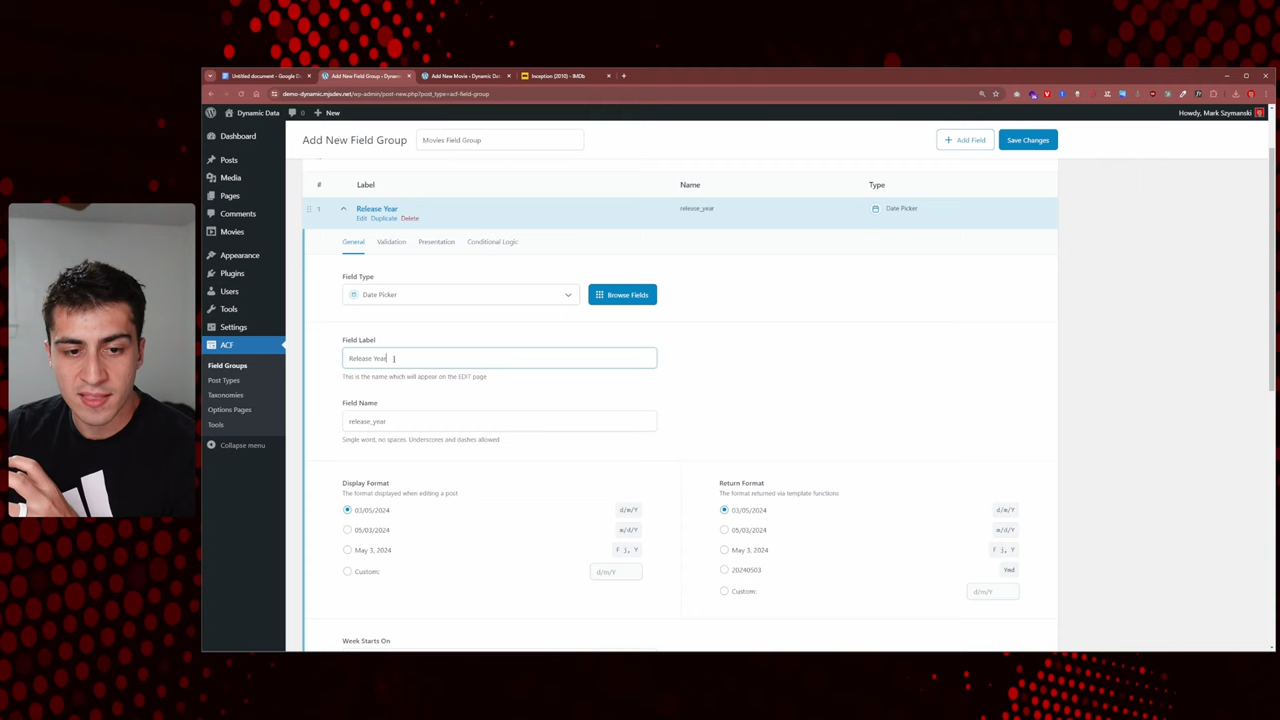 Untitled document - Google D
Add New Field Group ‹ Dynam
Add New Movie ‹ Dynamic Dat
Inception (2010) - IMDb
demo-dynamic.mjsdev.net/wp-admin/post-new.php?post_type=acf-field-group
Dynamic Data
0
New
Howdy, Mark Szymanski
Dashboard
Posts
Media
Pages
Comments
Movies
Appearance
Plugins
Users
Tools
Settings
ACF
Field Groups
Post Types
Taxonomies
Options Pages
Tools
Collapse menu
Add New Field Group
Movies Field Group
+ Add Field
Save Changes
# Label Name Type
1 Release Year release_year Date Picker
Edit Duplicate Delete
General Validation Presentation Conditional Logic
Field Type
Date Picker
Browse Fields
Field Label
Release Year
This is the name which will appear on the EDIT page
Field Name
release_year
Single word, no spaces. Underscores and dashes allowed
Display Format
The format displayed when editing a post
03/05/2024 d/m/Y
05/03/2024 m/d/Y
May 3, 2024 F j, Y
Custom: d/m/Y
Return Format
The format returned via template functions
03/05/2024 d/m/Y
05/03/2024 m/d/Y
May 3, 2024 F j, Y
20240503 Ymd
Custom: d/m/Y
Week Starts On